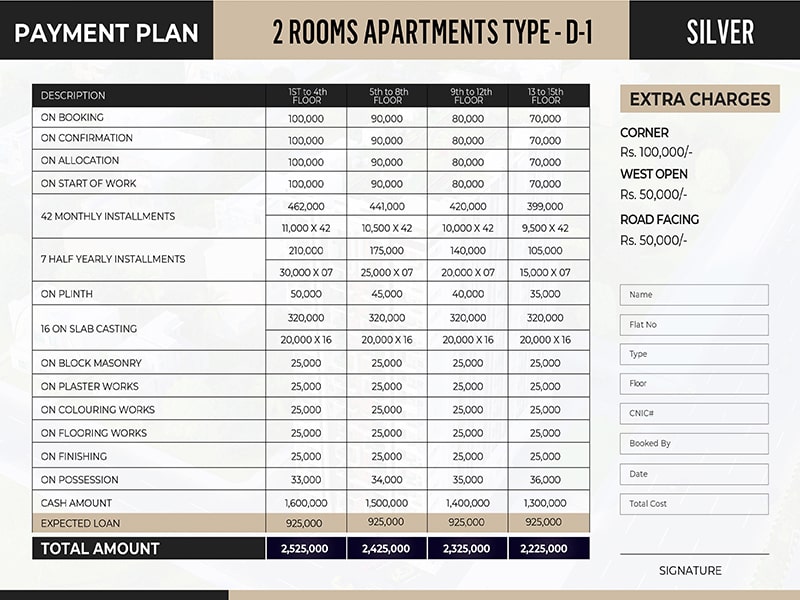 PAYMENT PLAN
2 ROOMS APARTMENTS TYPE - D-1
SILVER
DESCRIPTION 1ST to 4th FLOOR 5th to 8th FLOOR 9th to 12th FLOOR 13 to 15th FLOOR
ON BOOKING 100,000 90,000 80,000 70,000
ON CONFIRMATION 100,000 90,000 80,000 70,000
ON ALLOCATION 100,000 90,000 80,000 70,000
ON START OF WORK 100,000 90,000 80,000 70,000
42 MONTHLY INSTALLMENTS 462,000 441,000 420,000 399,000
11,000 X 42 10,500 X 42 10,000 X 42 9,500 X 42
7 HALF YEARLY INSTALLMENTS 210,000 175,000 140,000 105,000
30,000 X 07 25,000 X 07 20,000 X 07 15,000 X 07
ON PLINTH 50,000 45,000 40,000 35,000
16 ON SLAB CASTING 320,000 320,000 320,000 320,000
20,000 X 16 20,000 X 16 20,000 X 16 20,000 X 16
ON BLOCK MASONRY 25,000 25,000 25,000 25,000
ON PLASTER WORKS 25,000 25,000 25,000 25,000
ON COLOURING WORKS 25,000 25,000 25,000 25,000
ON FLOORING WORKS 25,000 25,000 25,000 25,000
ON FINISHING 25,000 25,000 25,000 25,000
ON POSSESSION 33,000 34,000 35,000 36,000
CASH AMOUNT 1,600,000 1,500,000 1,400,000 1,300,000
EXPECTED LOAN 925,000 925,000 925,000 925,000
TOTAL AMOUNT 2,525,000 2,425,000 2,325,000 2,225,000
EXTRA CHARGES
CORNER
Rs. 100,000/-
WEST OPEN
Rs. 50,000/-
ROAD FACING
Rs. 50,000/-
Name
Flat No
Type
Floor
CNIC#
Booked By
Date
Total Cost
SIGNATURE